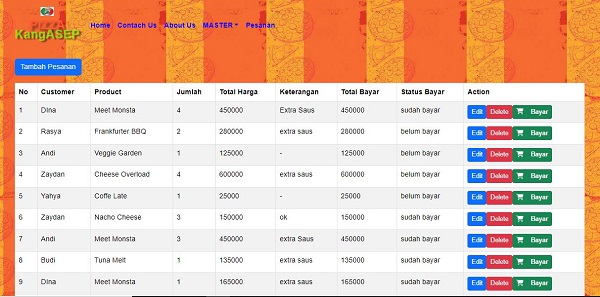 PIZZA
KangASEP
Home Contach Us About Us MASTER Pesanan
Tambah Pesanan
No Customer Product Jumlah Total Harga Keterangan Total Bayar Status Bayar Action
1 DIna Meet Monsta 4 450000 Extra Saus 450000 sudah bayar Edit Delete Bayar
2 Rasya Frankfurter BBQ 2 280000 extra saus 280000 belum bayar Edit Delete Bayar
3 Andi Veggie Garden 1 125000 - 125000 belum bayar Edit Delete Bayar
4 Zaydan Cheese Overload 4 600000 extra saus 600000 belum bayar Edit Delete Bayar
5 Yahya Coffe Late 1 25000 - 25000 belum bayar Edit Delete Bayar
6 Zaydan Nacho Cheese 3 150000 ok 150000 sudah bayar Edit Delete Bayar
7 Andi Meet Monsta 3 450000 extra Saus 450000 sudah bayar Edit Delete Bayar
8 Budi Tuna Melt 1 135000 extra saus 135000 sudah bayar Edit Delete Bayar
9 DIna Meet Monsta 1 165000 extra saus 165000 sudah bayar Edit Delete Bayar